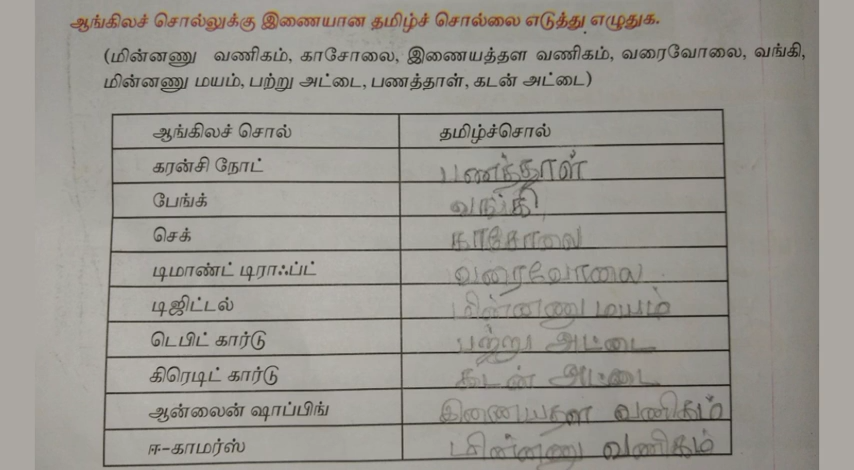 ஆங்கிலச் சொல்லுக்கு இணையான தமிழ்ச் சொல்லை எடுத்து எழுதுக.
(மின்னணு வணிகம், காசோலை, இணையத்தள வணிகம், வரைவோலை, வங்கி,
மின்னணு மயம், பற்று அட்டை, பணத்தாள், கடன் அட்டை)
ஆங்கிலச் சொல் தமிழ்ச்சொல்
கரன்சி நோட் பணத்தாள்
பேங்க் வங்கி
செக் காசோலை
டிமாண்ட் டிராஃப்ட் வரைவோலை
டிஜிட்டல் மின்னணு மயம்
டெபிட் கார்டு பற்று அட்டை
கிரெடிட் கார்டு கடன் அட்டை
ஆன்லைன் ஷாப்பிங் இணையதள வணிகம்
ஈ-காமர்ஸ் மின்னணு வணிகம்